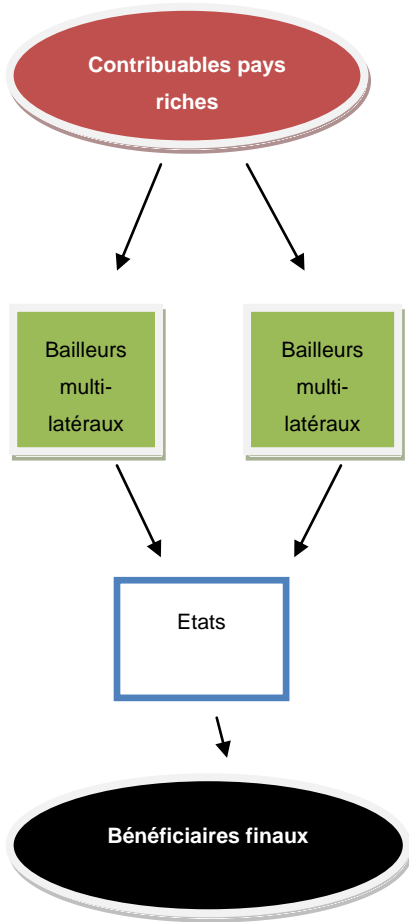 Contribuables pays
riches
Bailleurs
multi-
latéraux
Bailleurs
multi-
latéraux
Etats
Bénéficiaires finaux